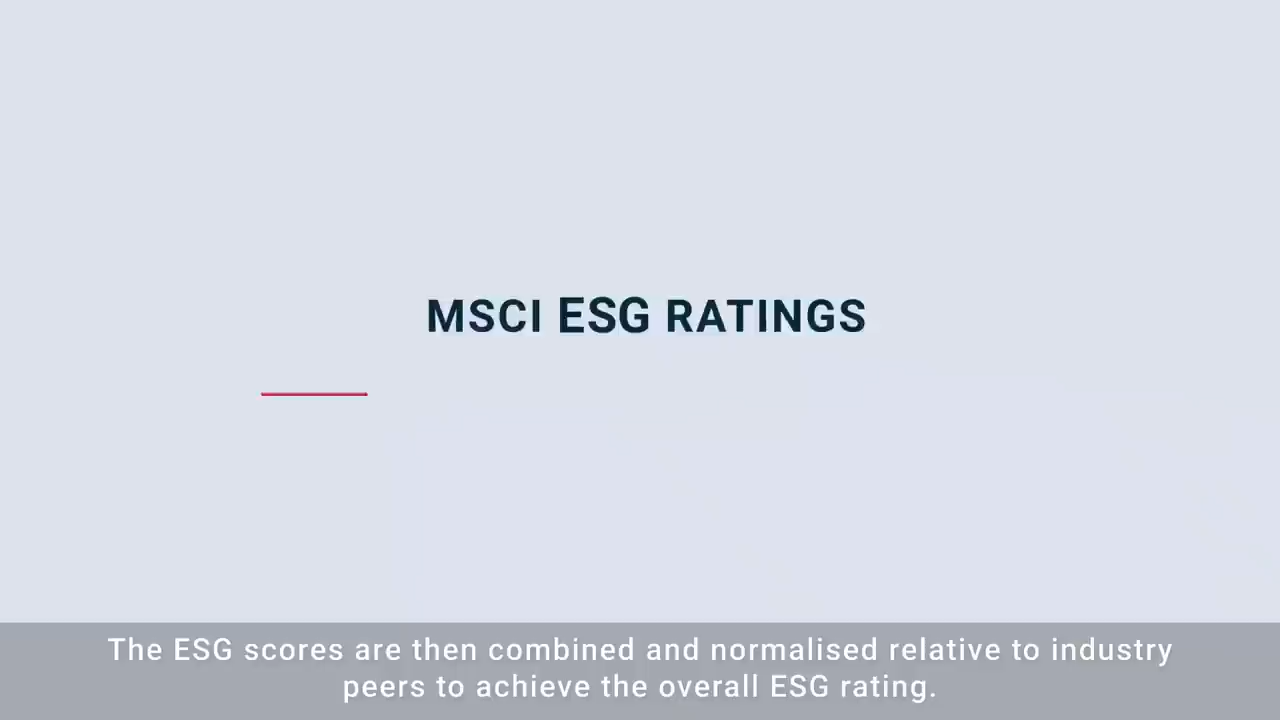 MSCI ESG RATINGS
The ESG scores are then combined and normalised relative to industry
peers to achieve the overall ESG rating.